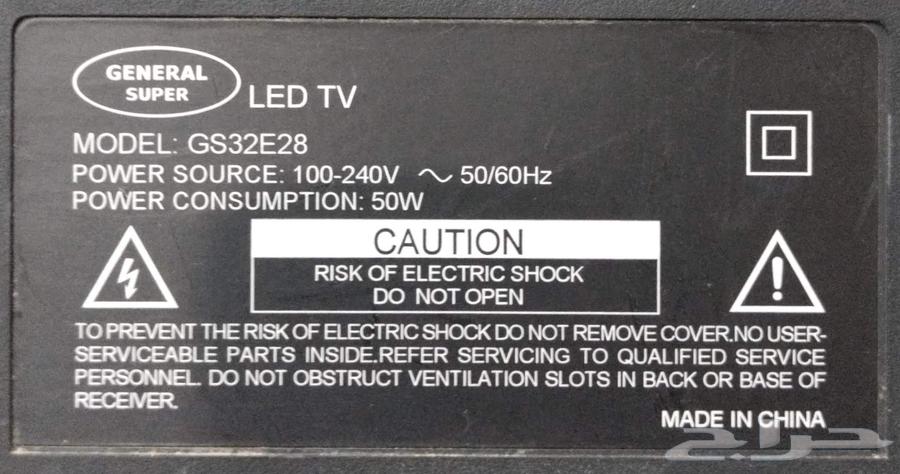 GENERAL
SUPER
LED TV
MODEL: GS32E28
POWER SOURCE: 100-240V ～ 50/60Hz
POWER CONSUMPTION: 50W
CAUTION
RISK OF ELECTRIC SHOCK
DO NOT OPEN
TO PREVENT THE RISK OF ELECTRIC SHOCK DO NOT REMOVE COVER.NO USER-
SERVICEABLE PARTS INSIDE.REFER SERVICING TO QUALIFIED SERVICE
PERSONNEL. DO NOT OBSTRUCT VENTILATION SLOTS IN BACK OR BASE OF
RECEIVER.
MADE IN CHINA
حراج